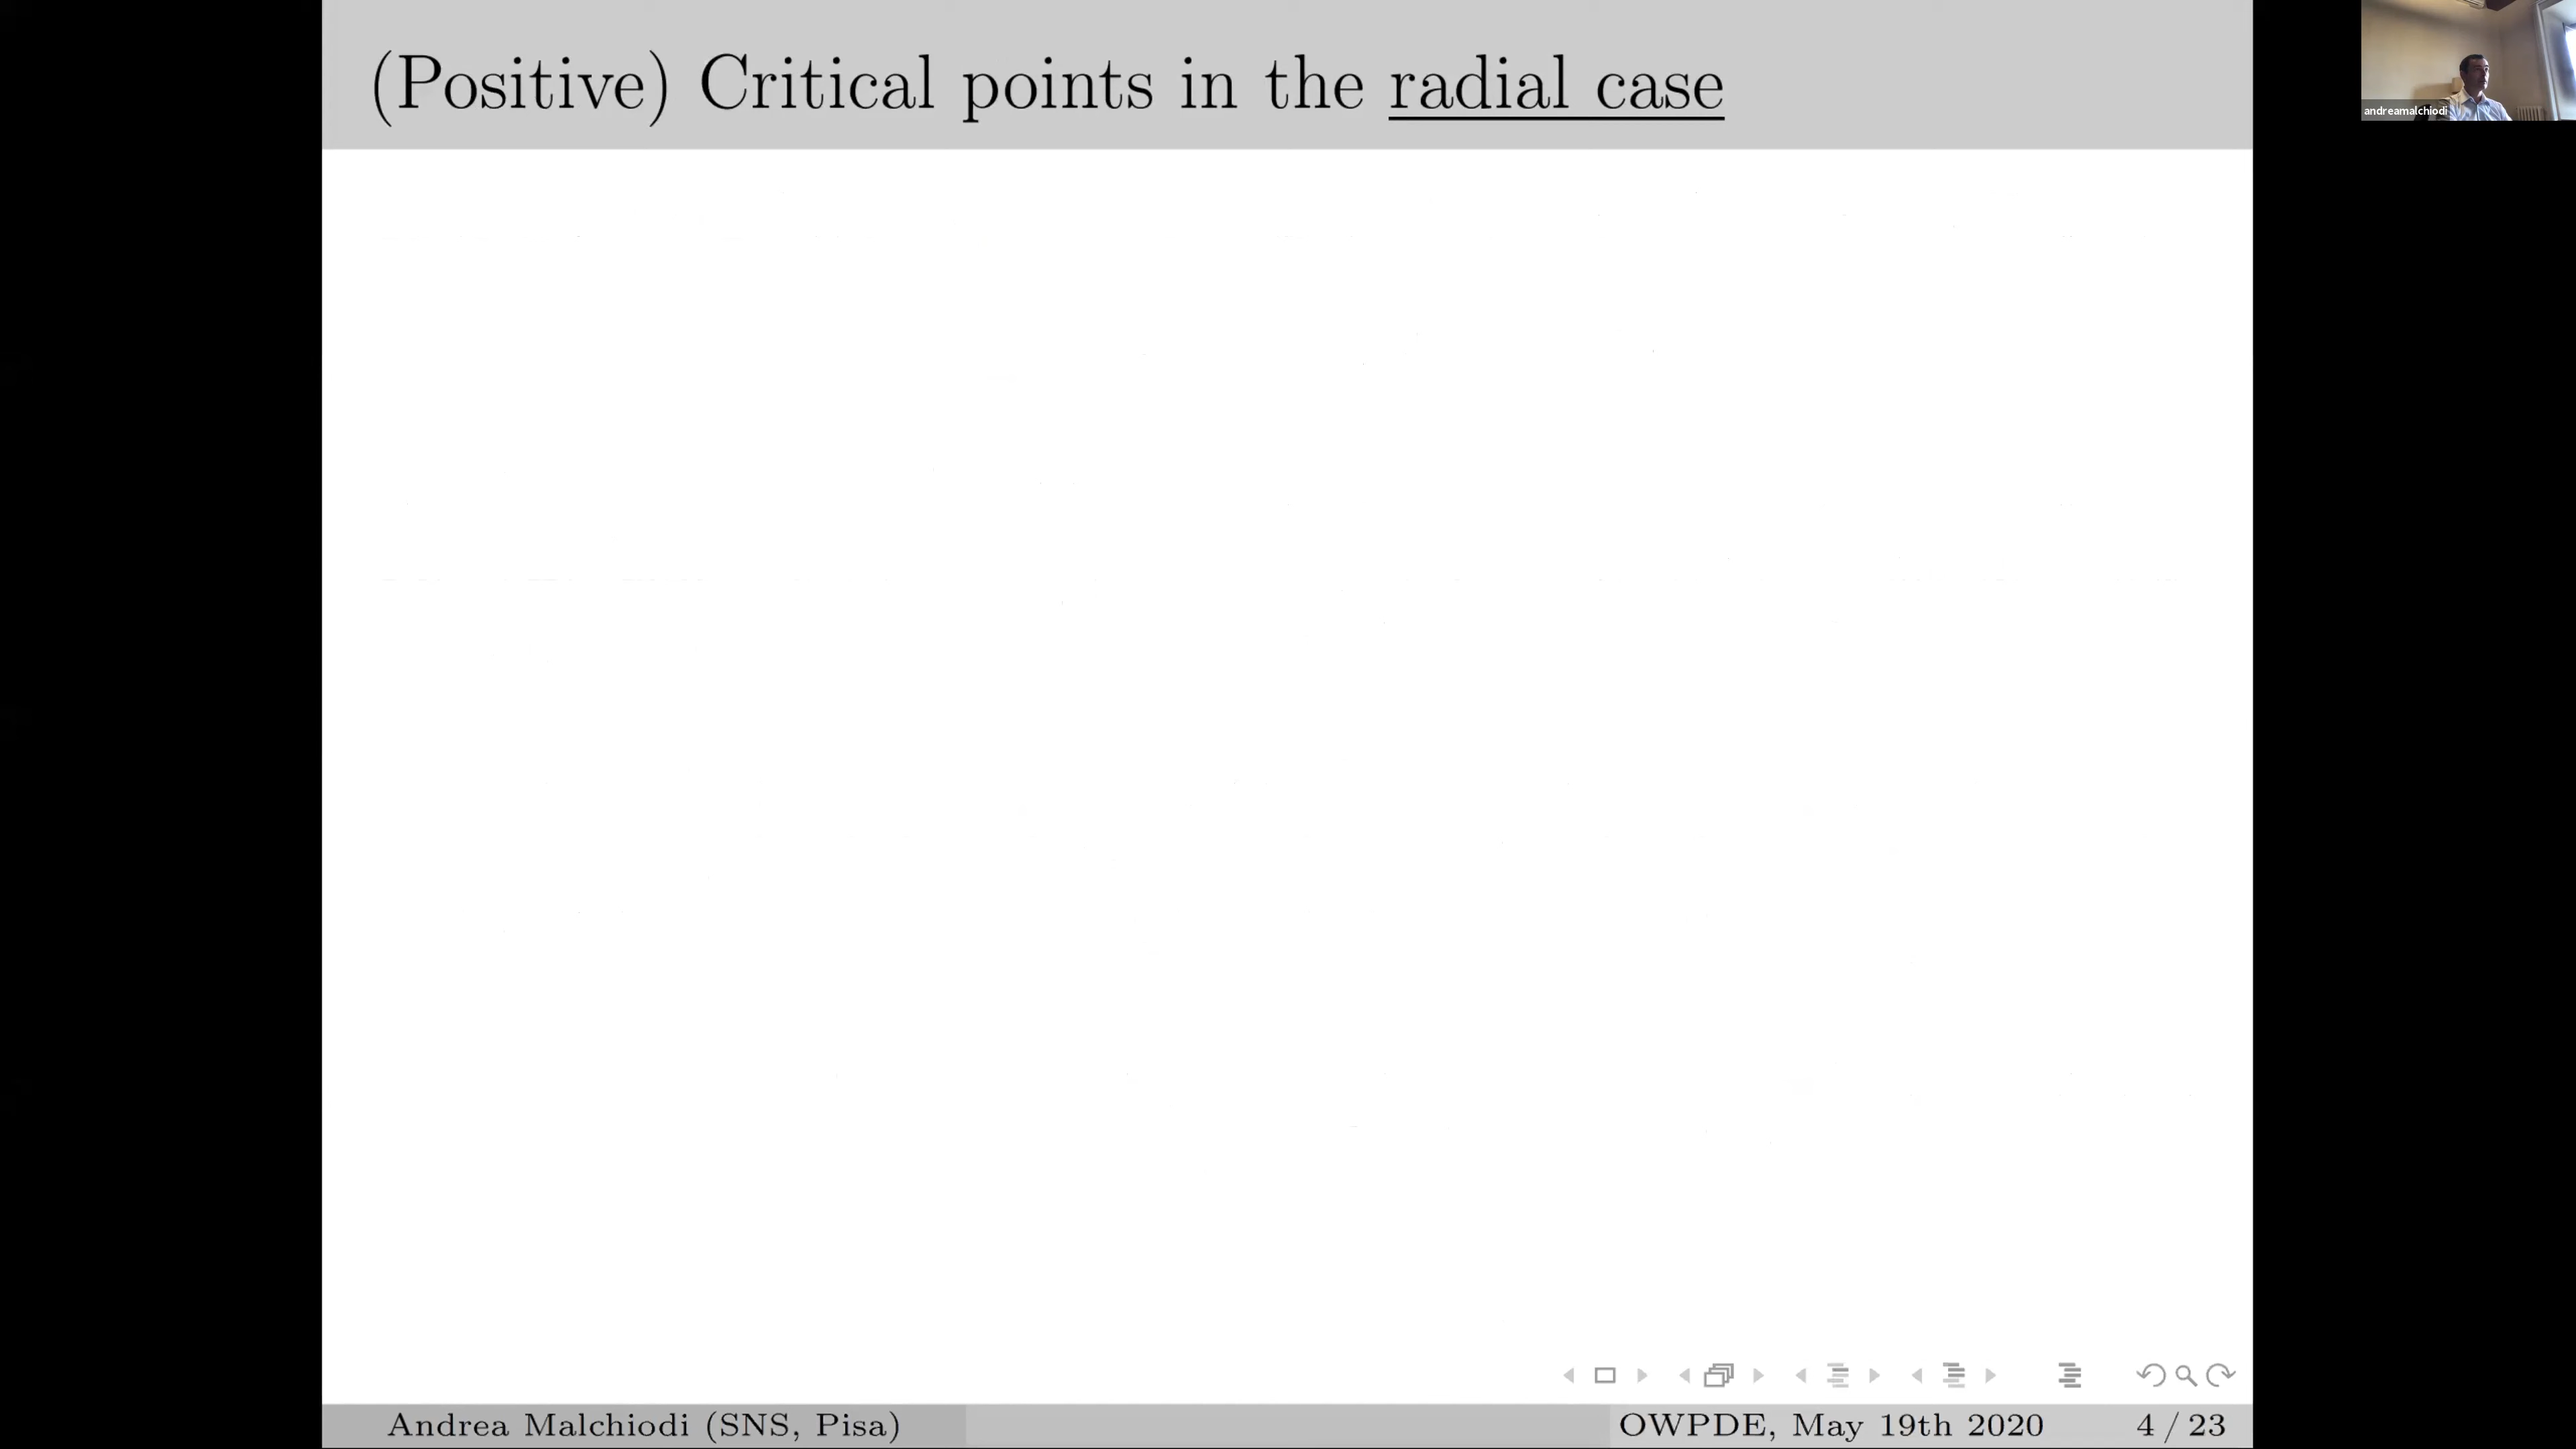 (Positive) Critical points in the radial case
andreamalchiodi
Andrea Malchiodi (SNS, Pisa)
OWPDE, May 19th 2020
4 / 23